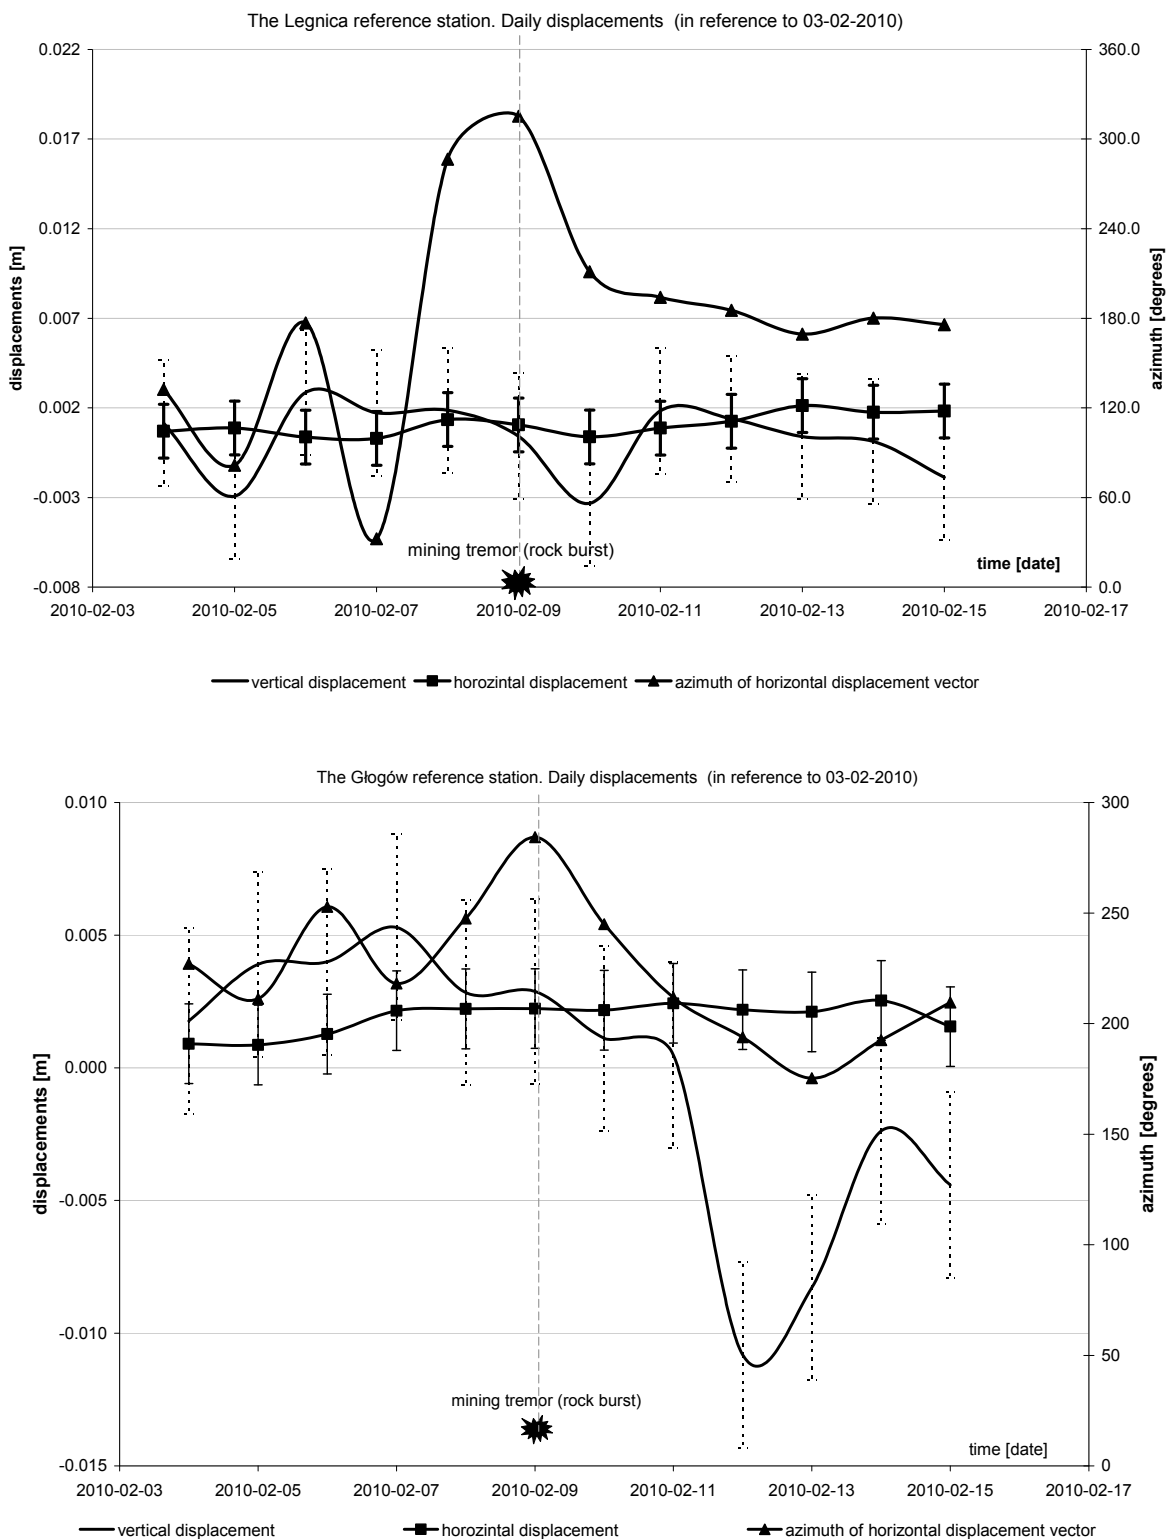 The Legnica reference station. Daily displacements (in reference to 03-02-2010)
0.022
0.017
0.012
0.007
0.002
-0.003
-0.008
displacements [m]
360.0
300.0
240.0
180.0
120.0
60.0
0.0
azimuth [degrees]
mining tremor (rock burst)
time [date]
2010-02-03 2010-02-05 2010-02-07 2010-02-09 2010-02-11 2010-02-13 2010-02-15 2010-02-17
vertical displacement horozintal displacement azimuth of horizontal displacement vector
The Głogów reference station. Daily displacements (in reference to 03-02-2010)
0.010
0.005
0.000
-0.005
-0.010
-0.015
displacements [m]
300
250
200
150
100
50
0
azimuth [degrees]
mining tremor (rock burst)
time [date]
2010-02-03 2010-02-05 2010-02-07 2010-02-09 2010-02-11 2010-02-13 2010-02-15 2010-02-17
vertical displacement horozintal displacement azimuth of horizontal displacement vector